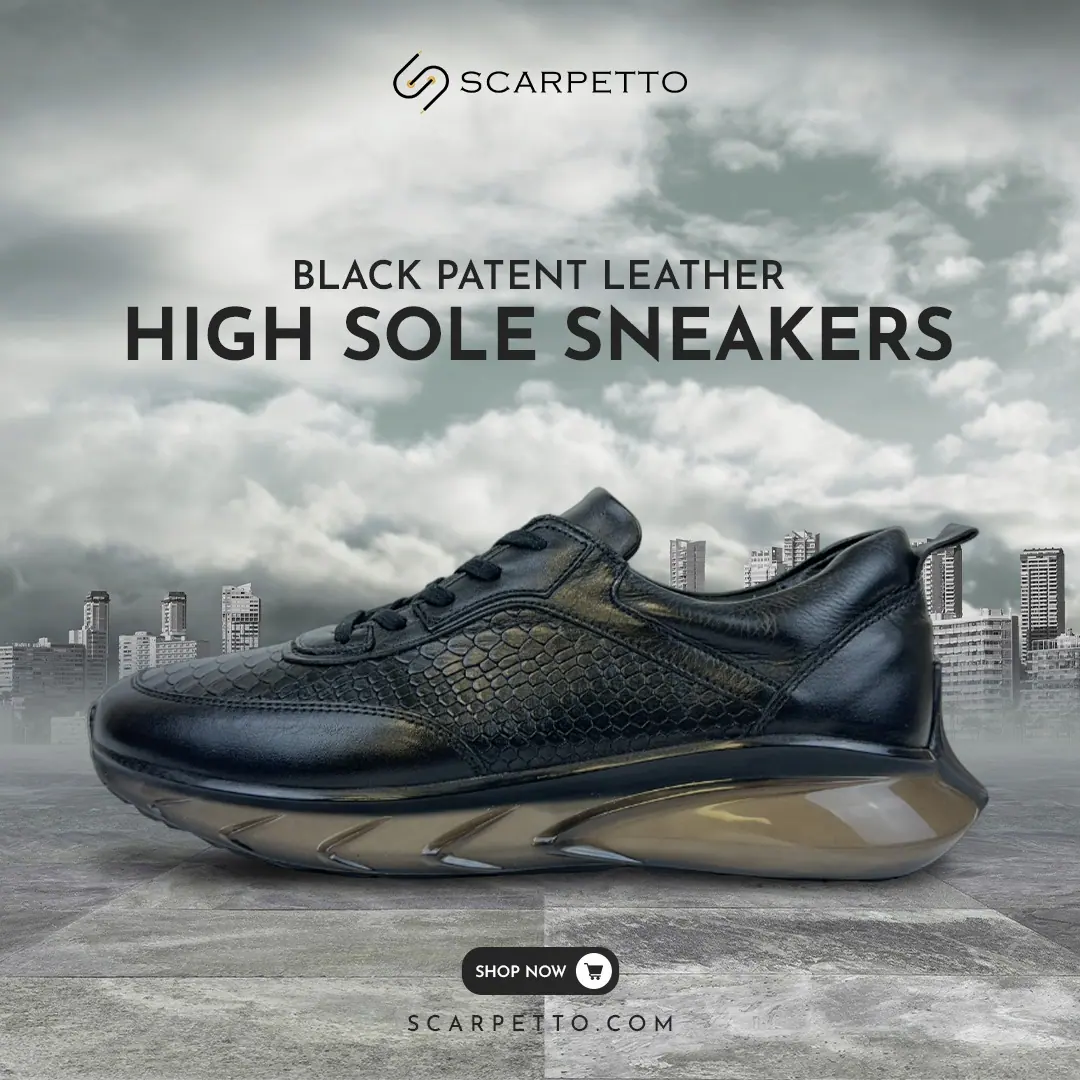 SCARPETTO
BLACK PATENT LEATHER
HIGH SOLE SNEAKERS
SHOP NOW
SCARPETTO.COM